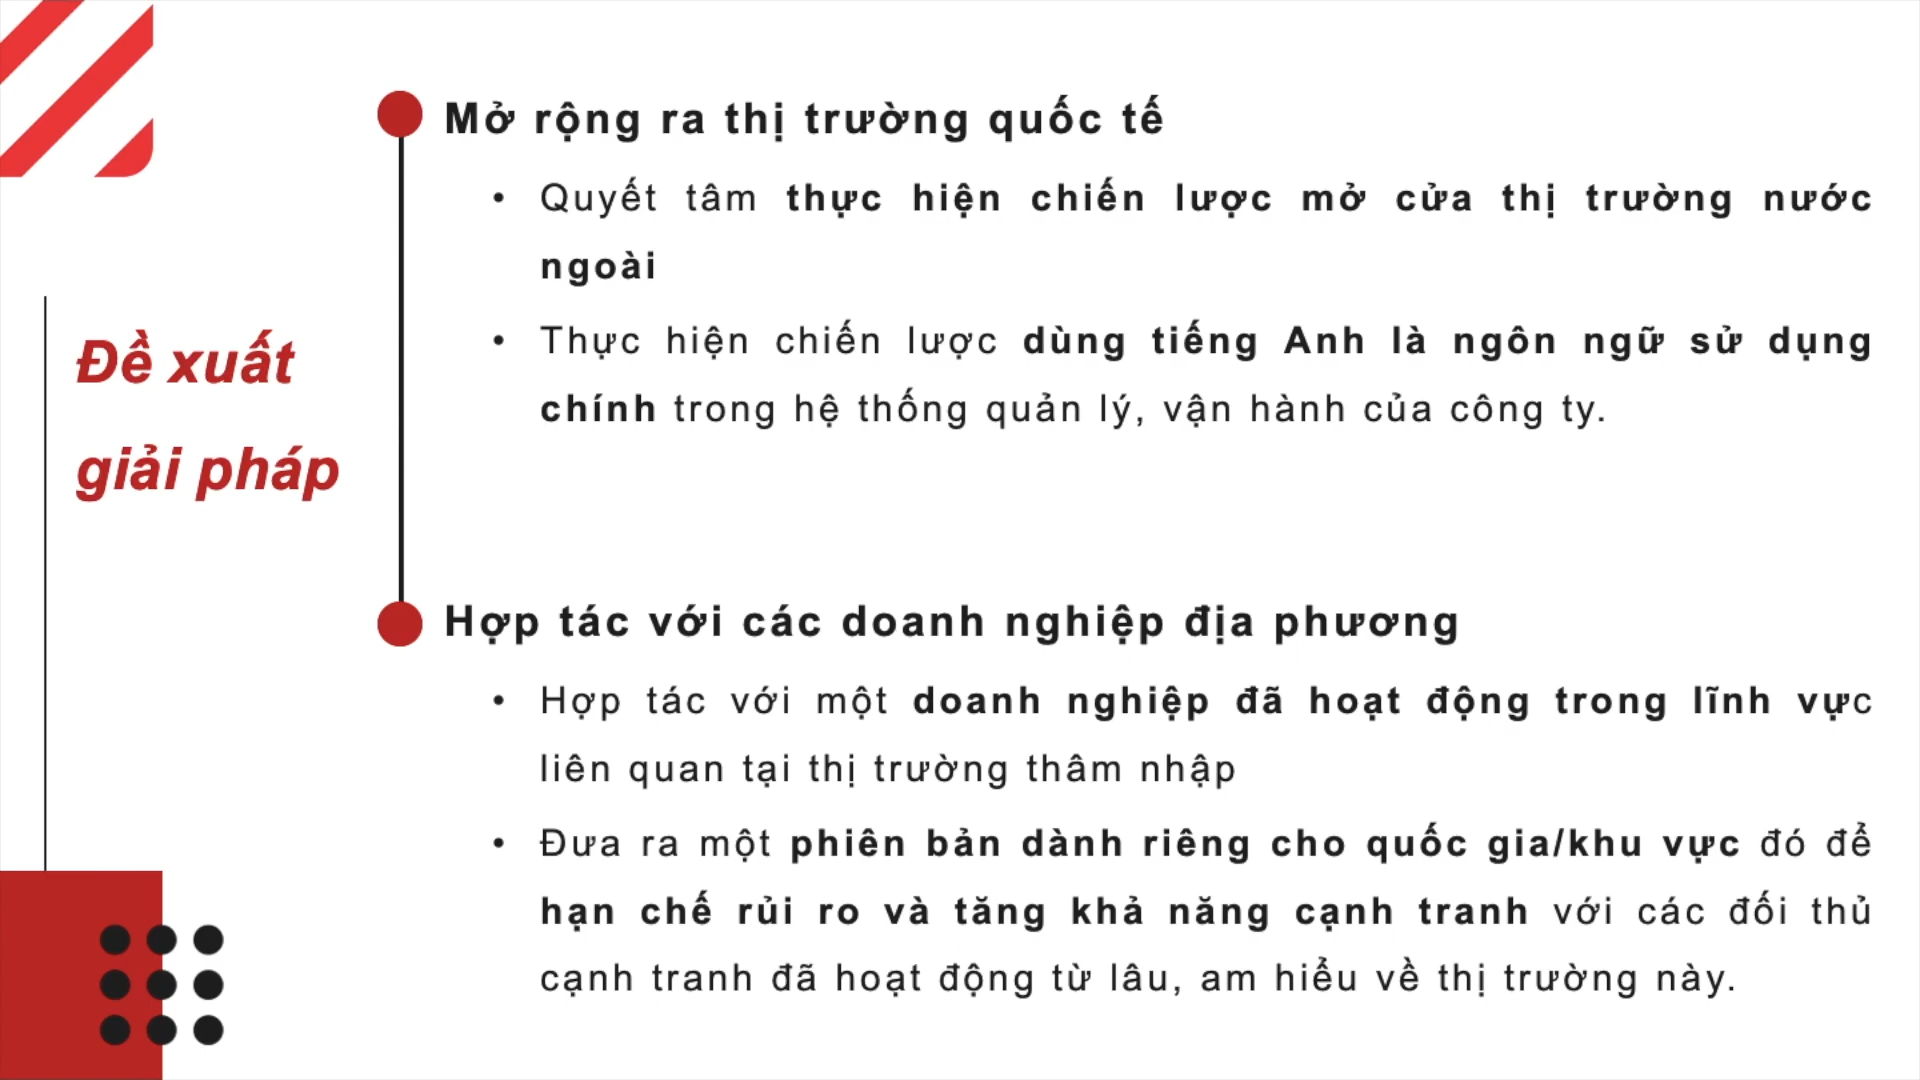 Đề xuất
giải pháp
Mở rộng ra thị trường quốc tế
• Quyết tâm thực hiện chiến lược mở cửa thị trường nước
ngoài
• Thực hiện chiến lược dùng tiếng Anh là ngôn ngữ sử dụng
chính trong hệ thống quản lý, vận hành của công ty.
Hợp tác với các doanh nghiệp địa phương
• Hợp tác với một doanh nghiệp đã hoạt động trong lĩnh vực
liên quan tại thị trường thâm nhập
• Đưa ra một phiên bản dành riêng cho quốc gia/khu vực đó để
hạn chế rủi ro và tăng khả năng cạnh tranh với các đối thủ
cạnh tranh đã hoạt động từ lâu, am hiểu về thị trường này.